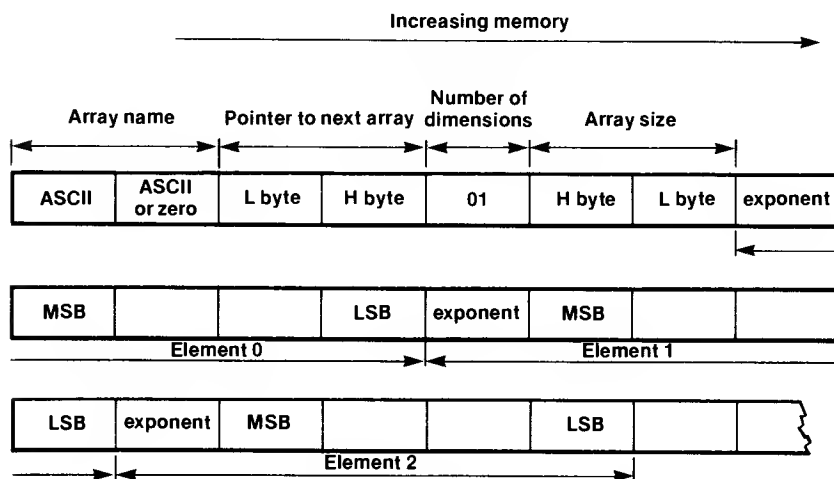 Increasing memory
Array name
Pointer to next array
Number of dimensions
Array size
ASCII
ASCII or zero
L byte
H byte
01
H byte
L byte
exponent
MSB
LSB
exponent
MSB
Element 0
Element 1
LSB
exponent
MSB
LSB
Element 2